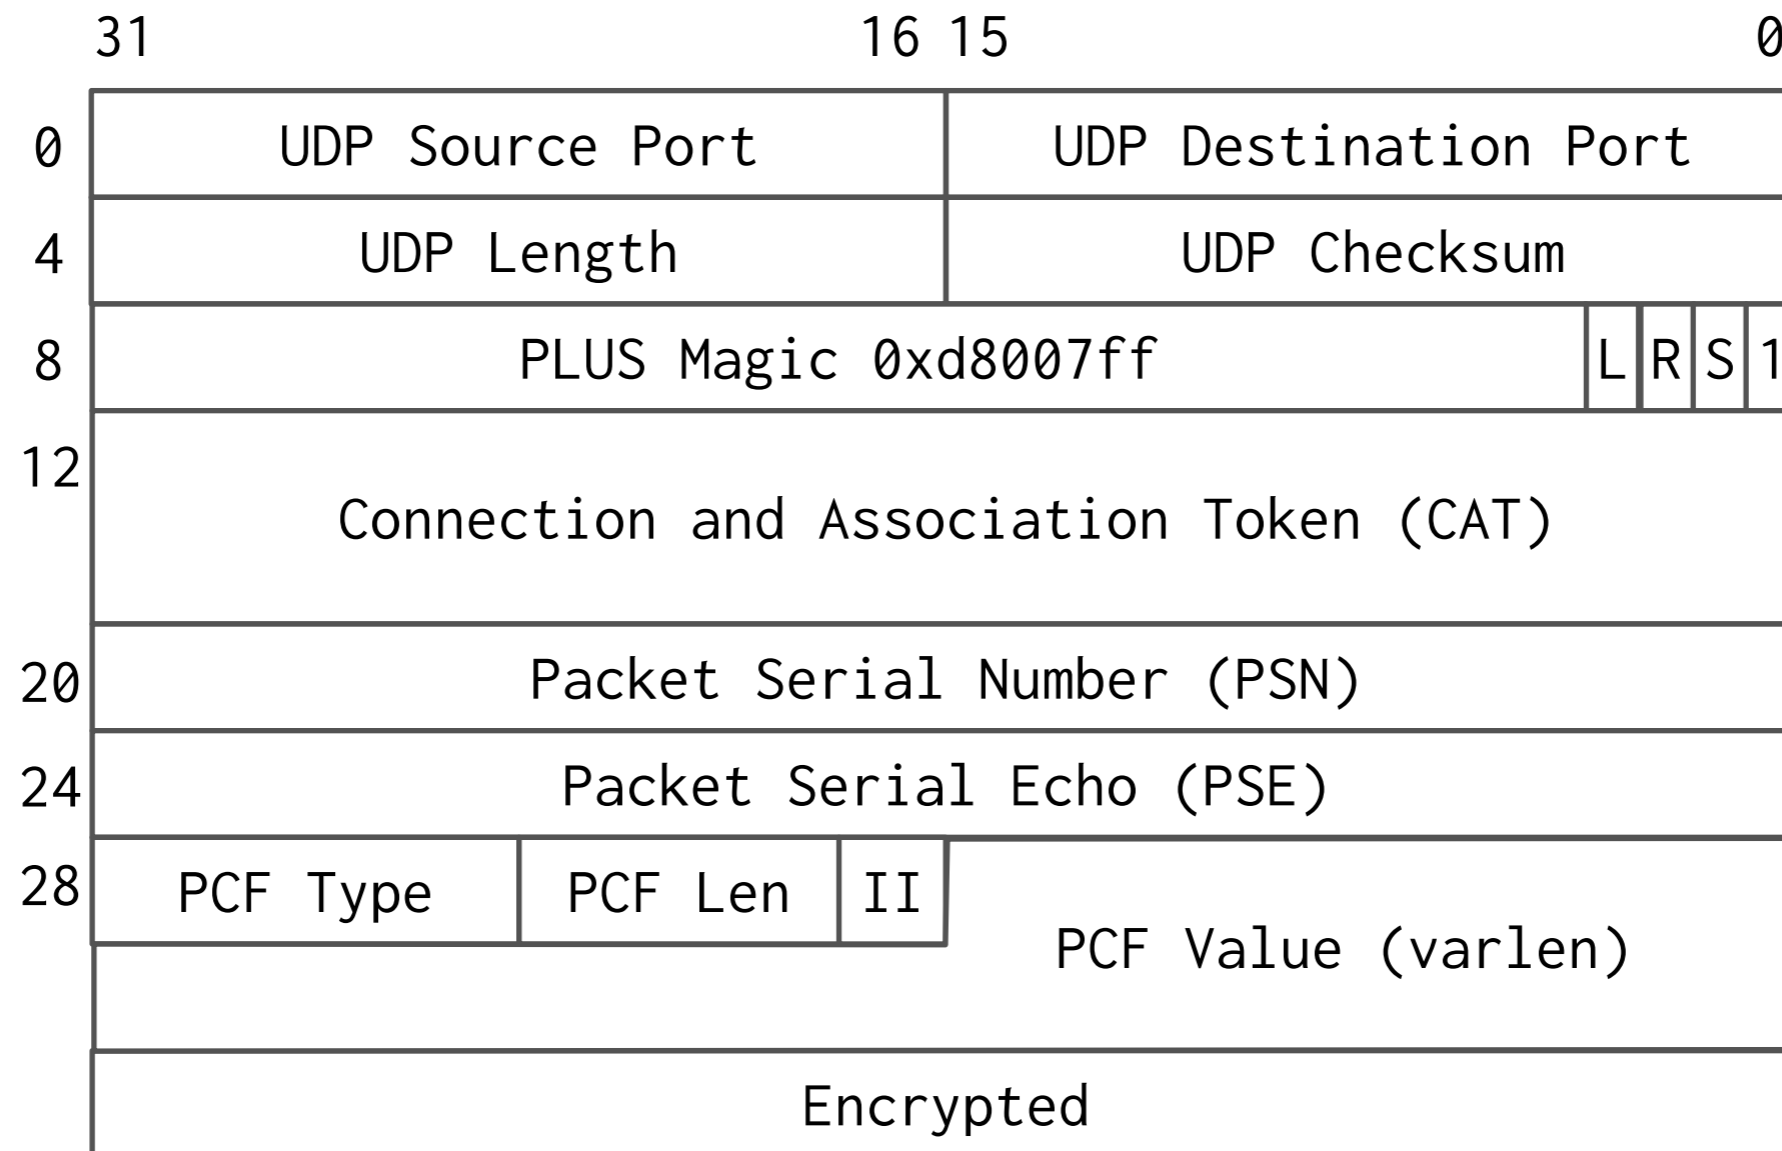 31 16 15 0
0 UDP Source Port UDP Destination Port
4 UDP Length UDP Checksum
8 PLUS Magic 0xd8007ff L R S 1
12
Connection and Association Token (CAT)
20 Packet Serial Number (PSN)
24 Packet Serial Echo (PSE)
28 PCF Type PCF Len II
PCF Value (varlen)
Encrypted